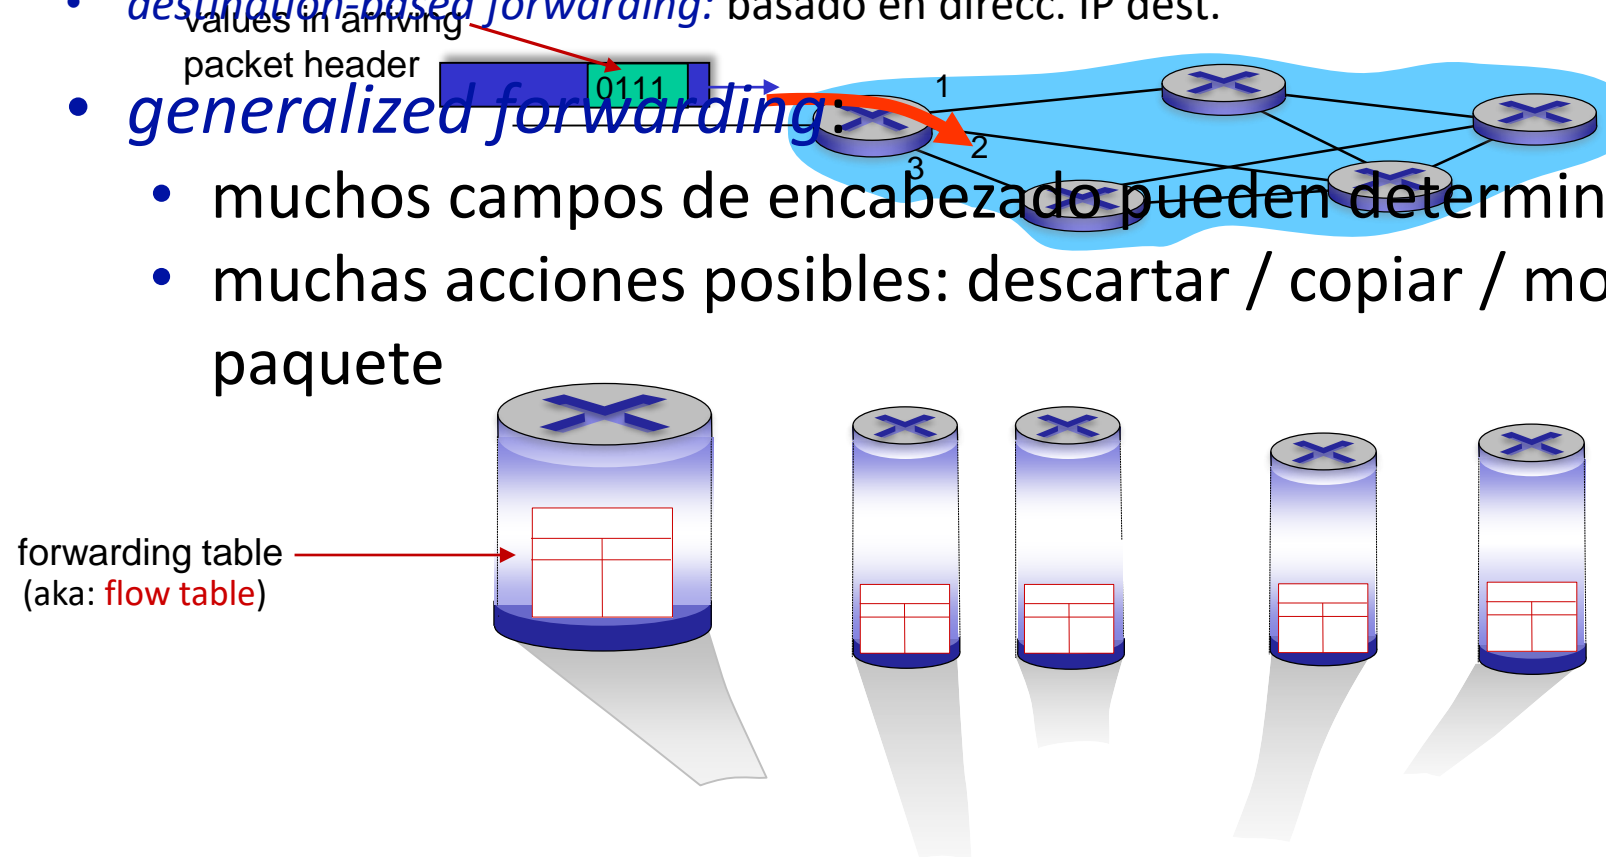 • destination-based forwarding: basado en direcc. IP dest.
values in arriving
packet header
0111
1
2
3
• generalized forwarding:
• muchos campos de encabezado pueden determin
• muchas acciones posibles: descartar / copiar / mo
paquete
forwarding table
(aka: flow table)